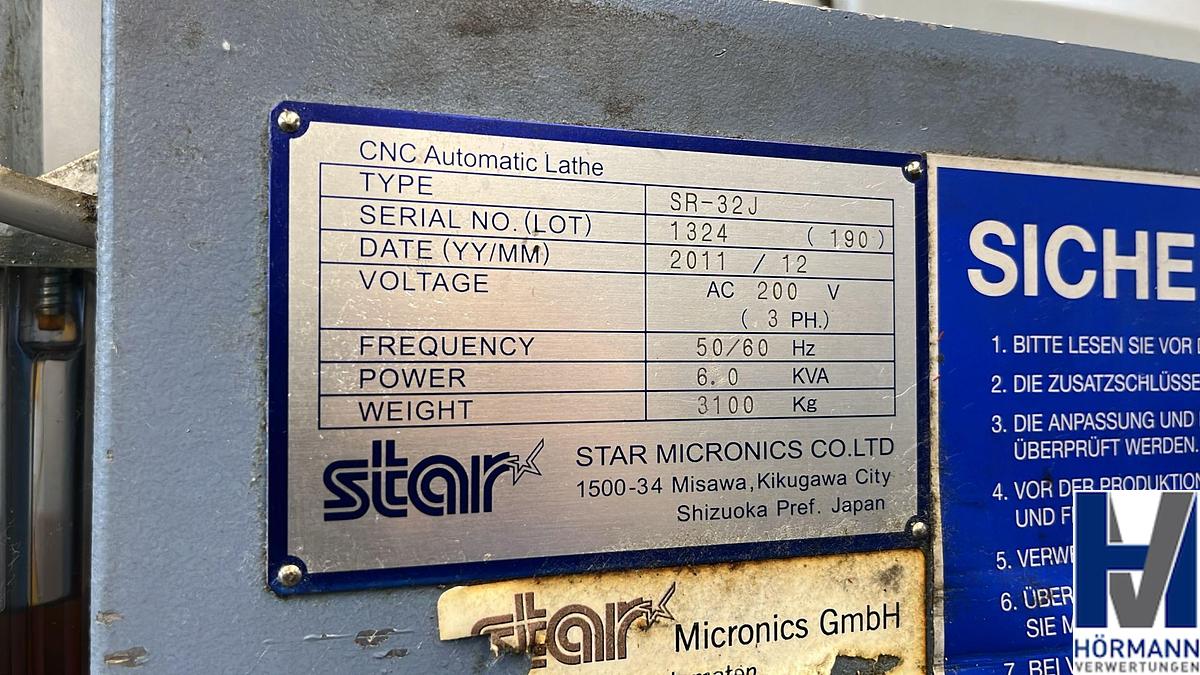 CNC Automatic Lathe
TYPE SR-32J
SERIAL NO. (LOT) 1324 (190)
DATE (YY/MM) 2011 / 12
VOLTAGE AC 200 V
( 3 PH.)
FREQUENCY 50/60 Hz
POWER 6.0 KVA
WEIGHT 3100 Kg
star
STAR MICRONICS CO.LTD
1500-34 Misawa,Kikugawa City
Shizuoka Pref. Japan
star Micronics GmbH
SICHE
1. BITTE LESEN SIE VOR
2. DIE ZUSATZSCHLÜSSE
3. DIE ANPASSUNG UND
ÜBERPRÜFT WERDEN.
4. VOR DER PRODUKTION
UND
5. VERWE
6. ÜBER
SIE
7. BEI
HÖRMANN
VERWERTUNGEN